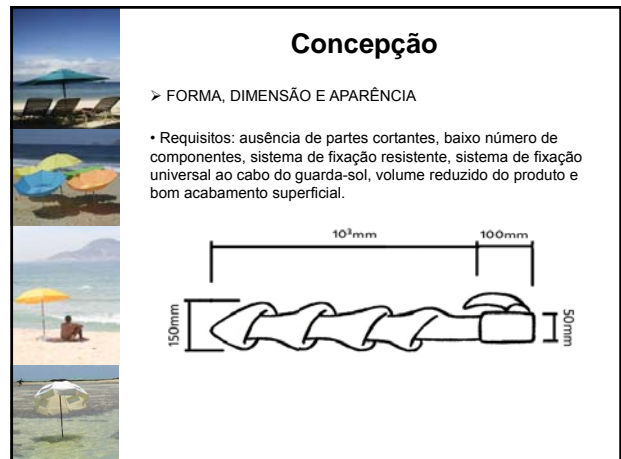 Concepção
➢ FORMA, DIMENSÃO E APARÊNCIA
• Requisitos: ausência de partes cortantes, baixo número de
componentes, sistema de fixação resistente, sistema de fixação
universal ao cabo do guarda-sol, volume reduzido do produto e
bom acabamento superficial.
10³mm
100mm
150mm
50mm